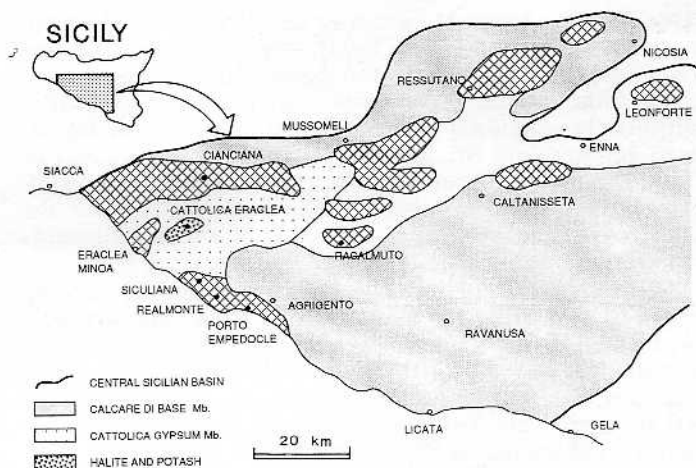 SICILY
NICOSIA
RESSUTANO
LEONFORTE
MUSSOMELI
ENNA
CIANCIANA
SIACCA
CALTANISSETA
CATTOLICA ERACLEA
RAGALMUTO
ERACLEA
MINOA
SICULIANA
REALMONTE
AGRIGENTO
PORTO
EMPEDOCLE
RAVANUSA
LICATA
GELA
CENTRAL SICILIAN BASIN
CALCARE DI BASE Mb.
CATTOLICA GYPSUM Mb.
HALITE AND POTASH
20 km